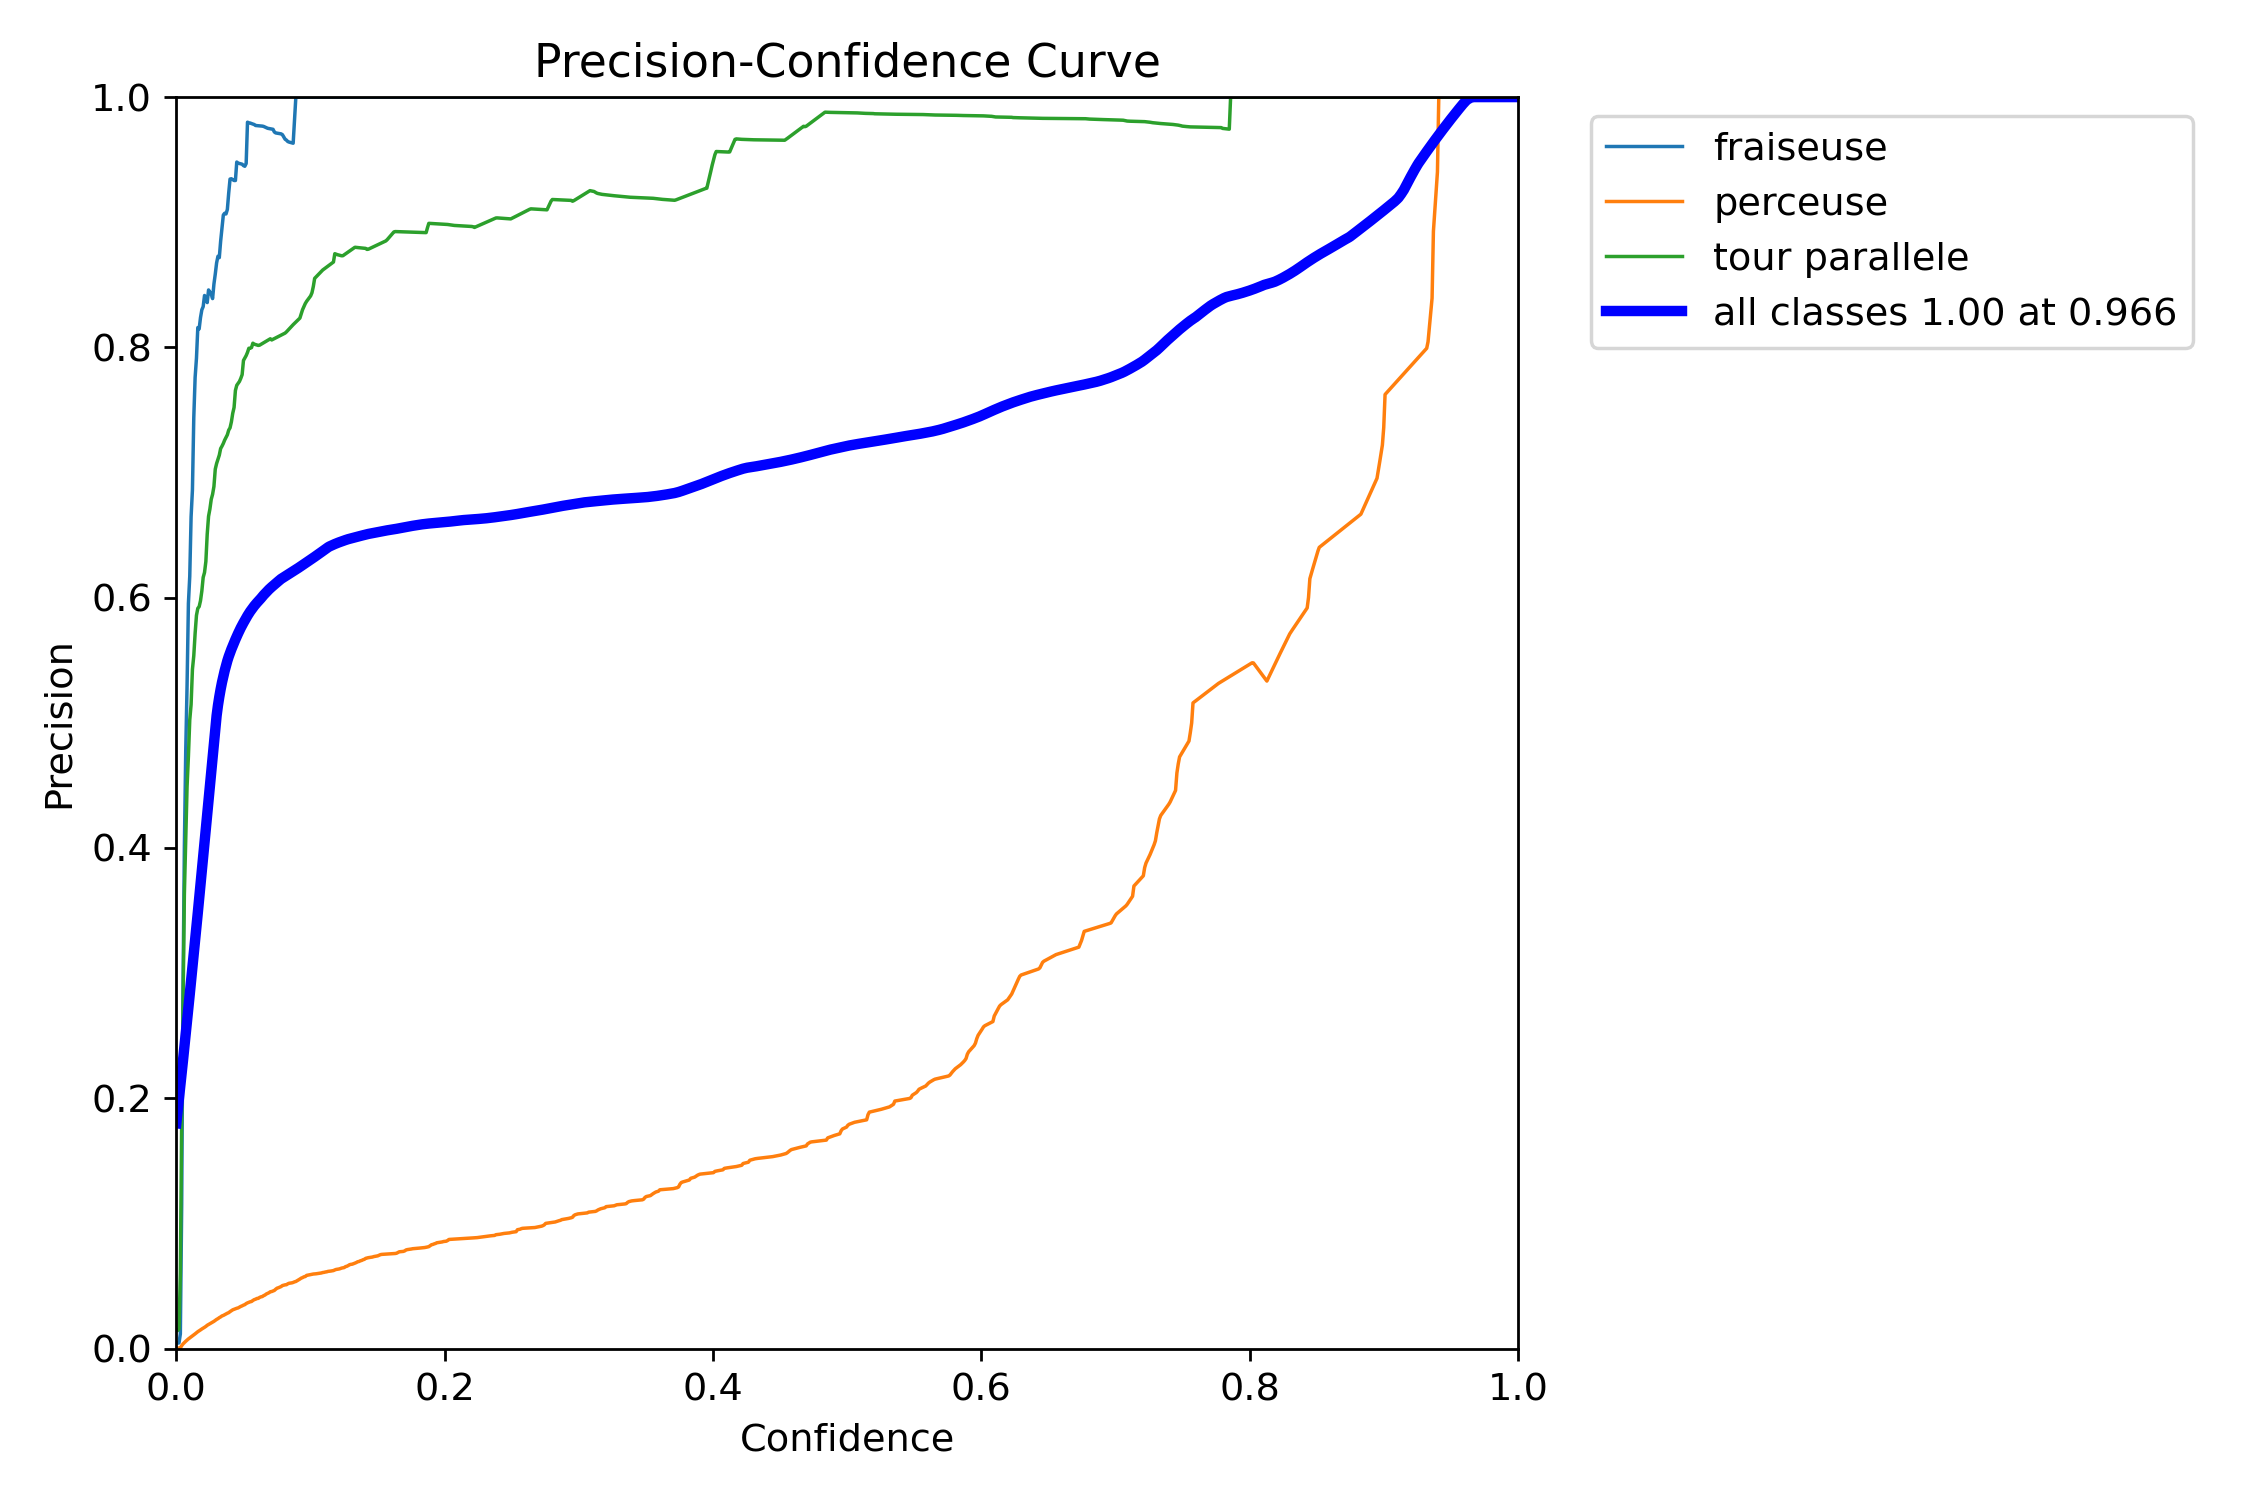 Precision-Confidence Curve
1.0
0.8
0.6
0.4
0.2
0.0
Precision
0.0 0.2 0.4 0.6 0.8 1.0
Confidence
fraiseuse
perceuse
tour parallele
all classes 1.00 at 0.966